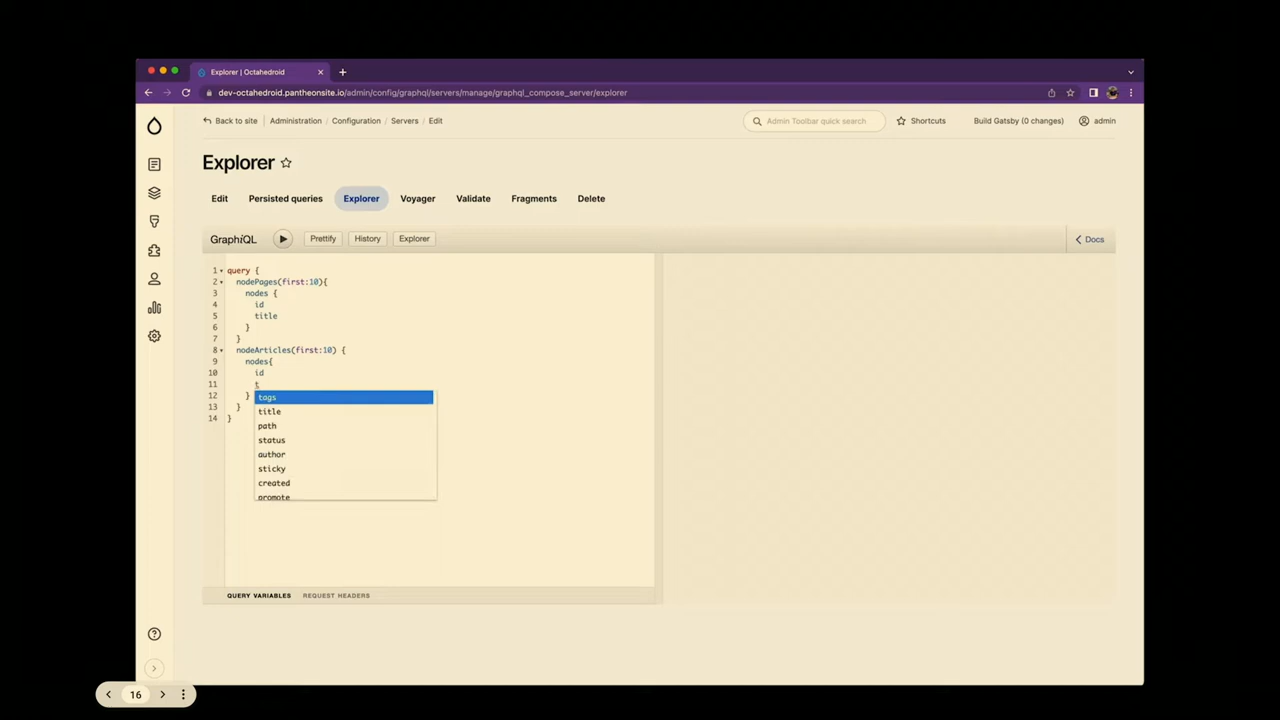 Explorer | Octahedroid
dev-octahedroid.pantheonsite.io/admin/config/graphql/servers/manage/graphql_compose_server/explorer
Back to site Administration / Configuration / Servers / Edit
Admin Toolbar quick search
Shortcuts
Build Gatsby (0 changes)
admin
Explorer
Edit Persisted queries Explorer Voyager Validate Fragments Delete
GraphiQL Prettify History Explorer Docs
1 query {
2 nodePages(first:10){
3 nodes {
4 id
5 title
6 }
7 }
8 nodeArticles(first:10) {
9 nodes{
10 id
11 t
12 }
13 }
14 }
tags
title
path
status
author
sticky
created
promote
QUERY VARIABLES REQUEST HEADERS
16